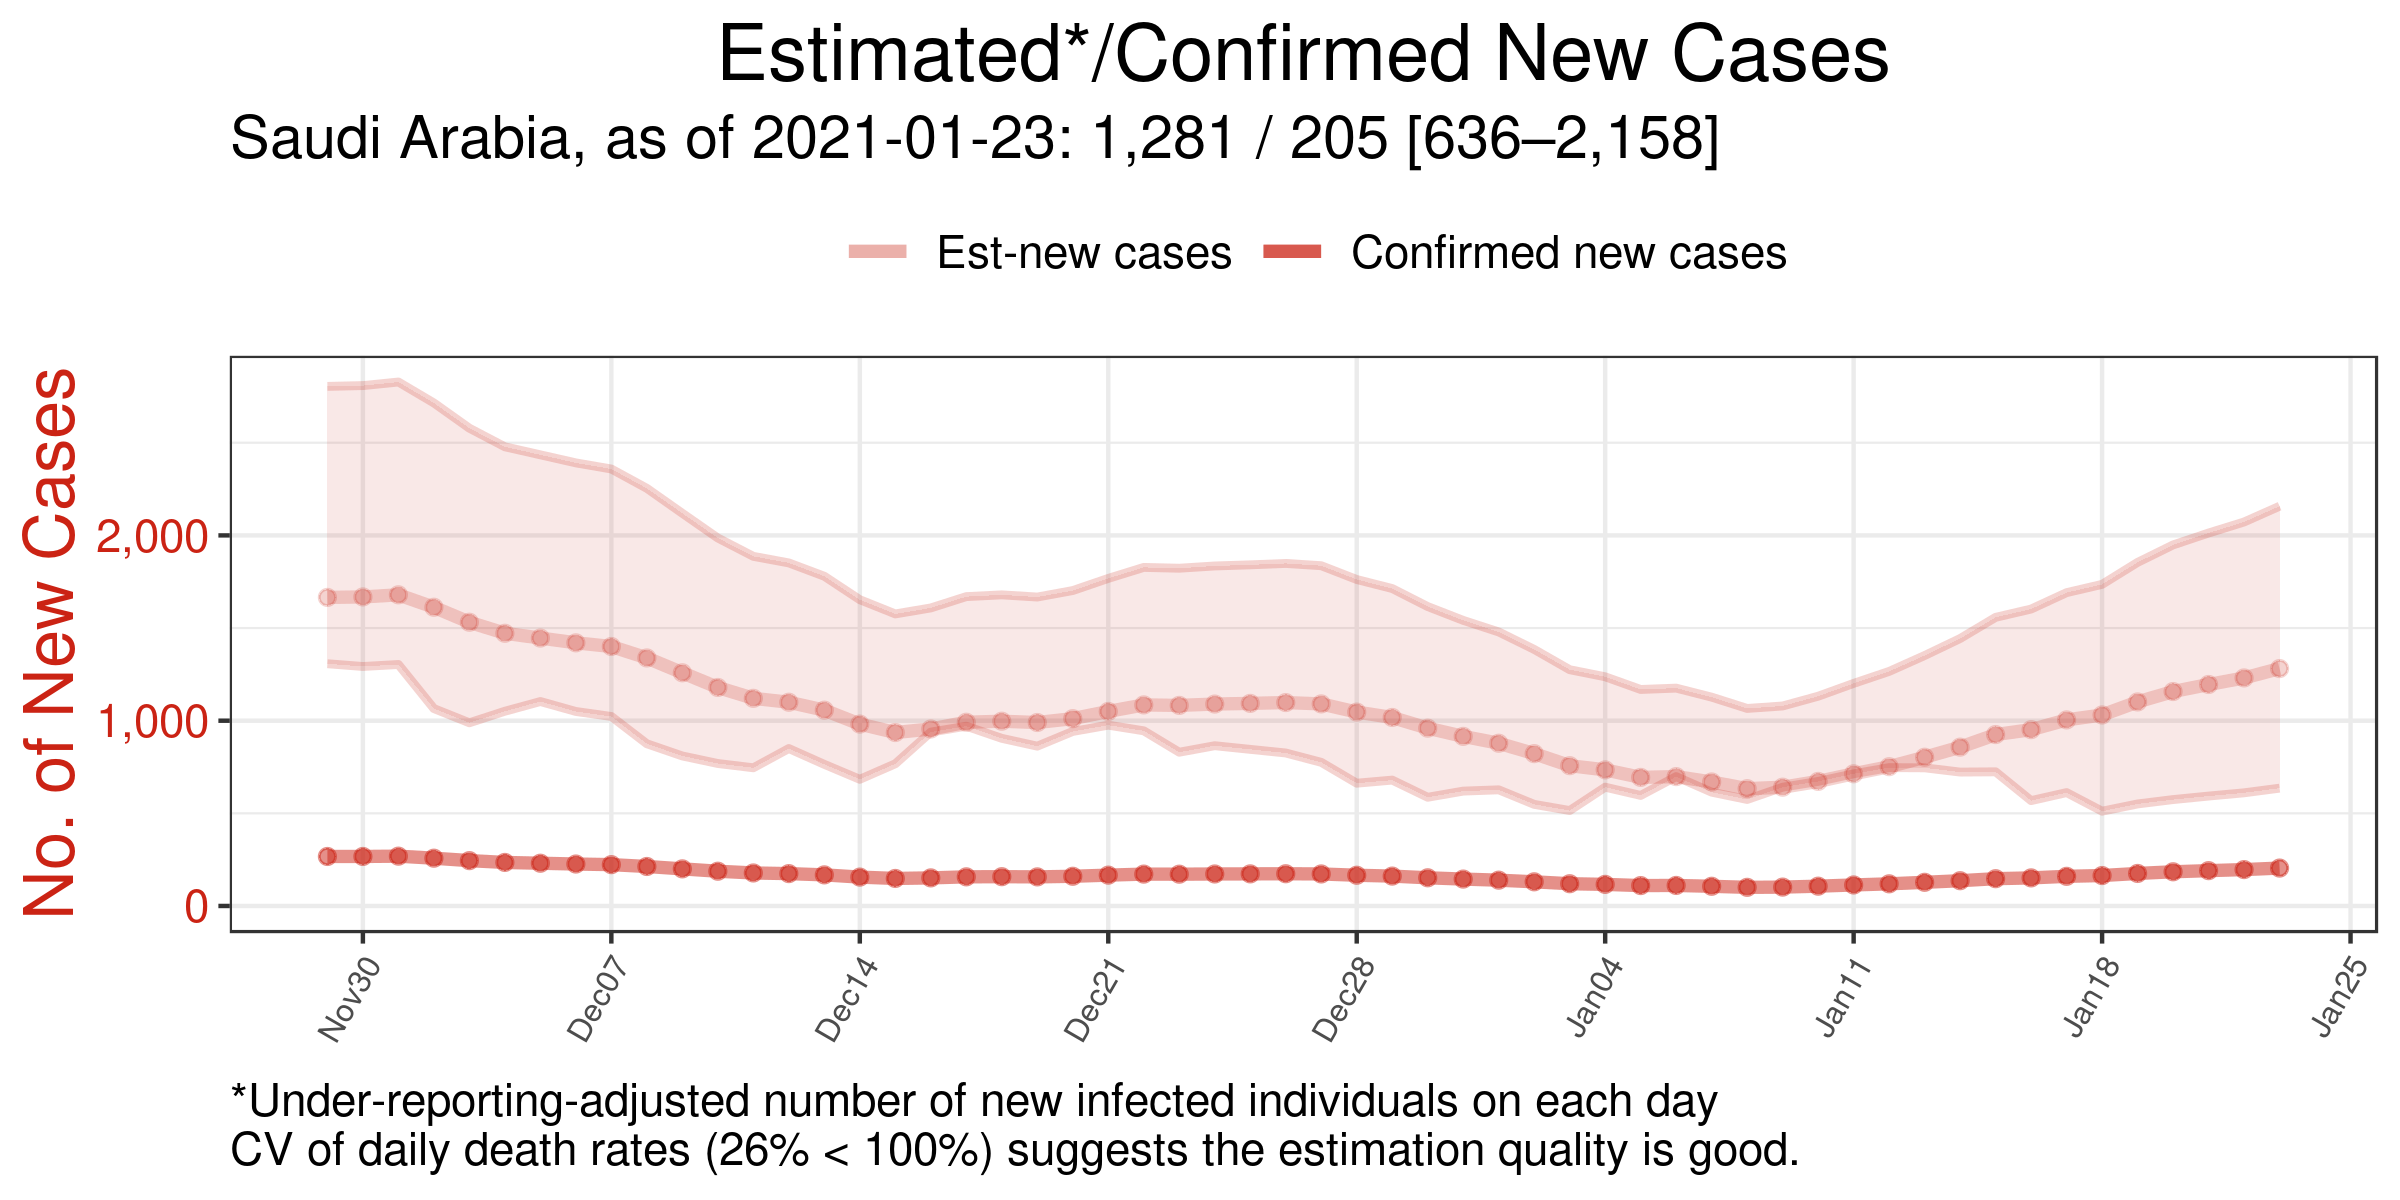 Estimated*/Confirmed New Cases
Saudi Arabia, as of 2021-01-23: 1,281 / 205 [636–2,158]
Est-new cases
Confirmed new cases
No. of New Cases
2,000
1,000
0
Nov30
Dec07
Dec14
Dec21
Dec28
Jan04
Jan11
Jan18
Jan25
*Under-reporting-adjusted number of new infected individuals on each day
CV of daily death rates (26% < 100%) suggests the estimation quality is good.